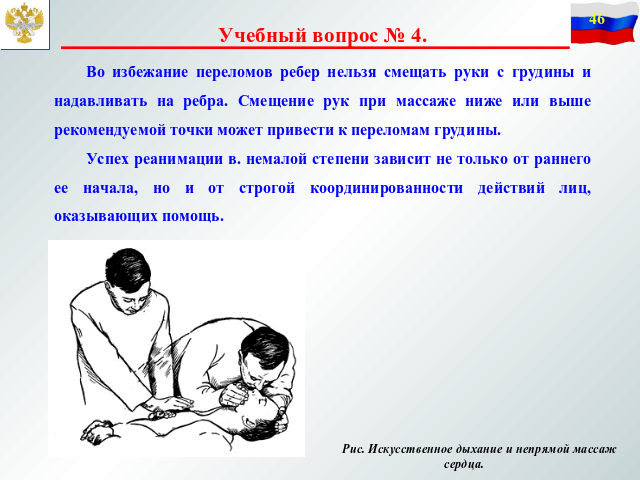 46
Учебный вопрос № 4.
Во избежание переломов ребер нельзя смещать руки с грудины и
надавливать на ребра. Смещение рук при массаже ниже или выше
рекомендуемой точки может привести к переломам грудины.
Успех реанимации в. немалой степени зависит не только от раннего
ее начала, но и от строгой координированности действий лиц,
оказывающих помощь.
Рис. Искусственное дыхание и непрямой массаж
сердца.